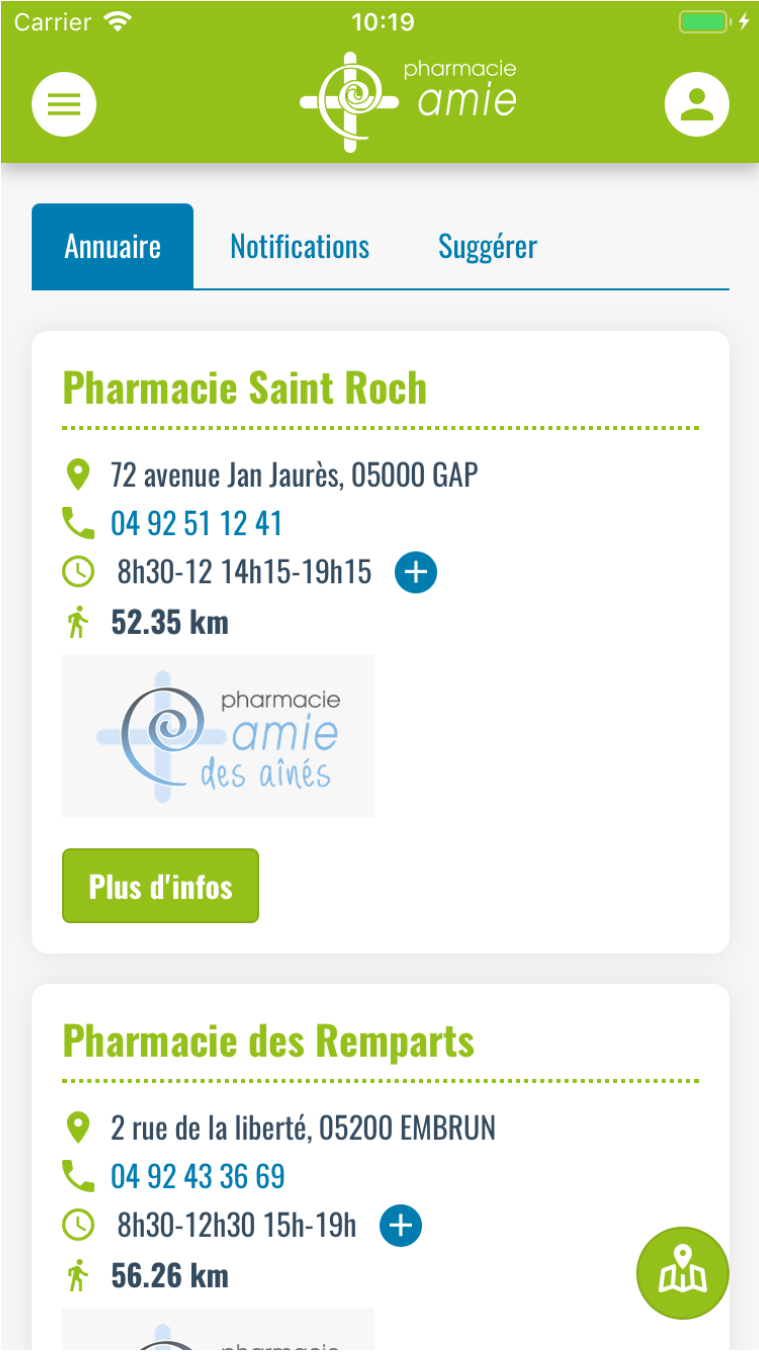 Carrier 10:19
pharmacie
amie
Annuaire Notifications Suggérer
Pharmacie Saint Roch
72 avenue Jan Jaurès, 05000 GAP
04 92 51 12 41
8h30-12 14h15-19h15
52.35 km
pharmacie
amie
des aînés
Plus d'infos
Pharmacie des Remparts
2 rue de la liberté, 05200 EMBRUN
04 92 43 36 69
8h30-12h30 15h-19h
56.26 km